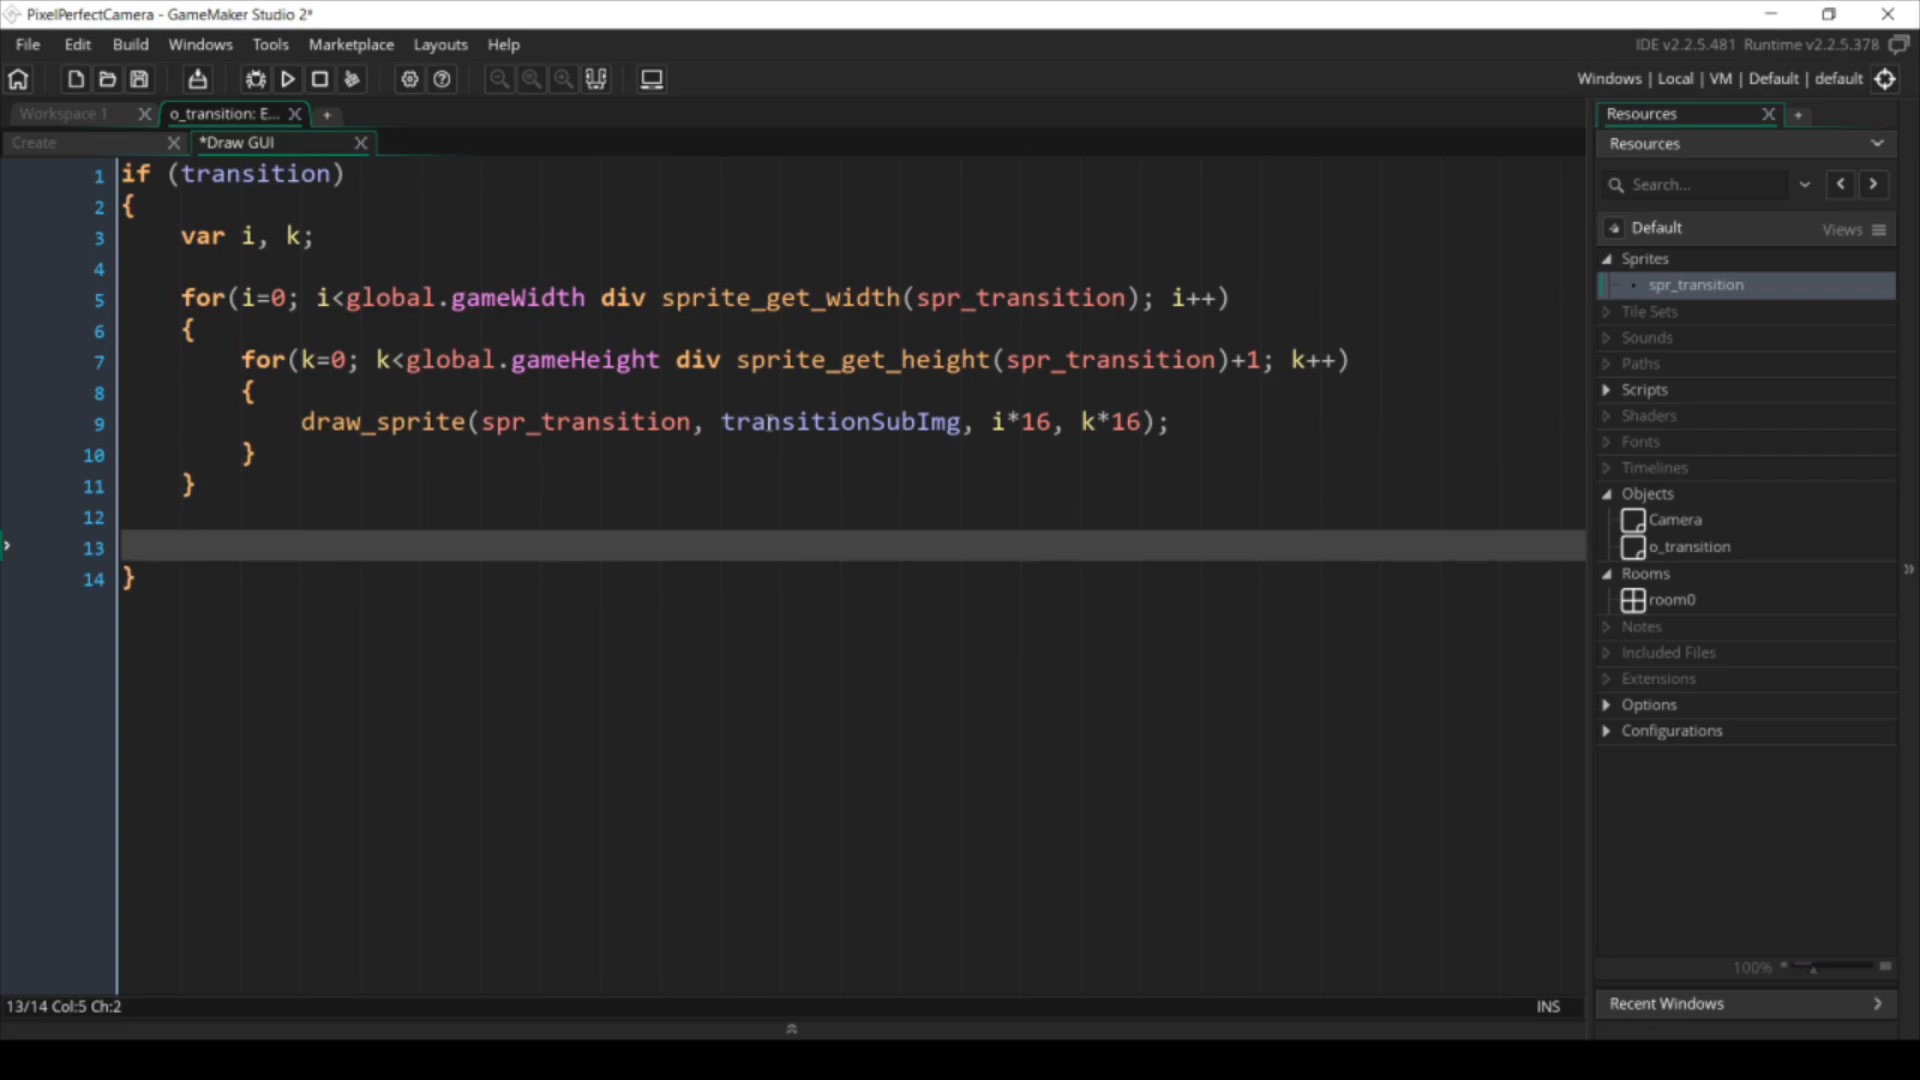 PixelPerfectCamera - GameMaker Studio 2*
File Edit Build Windows Tools Marketplace Layouts Help
IDE v2.2.5.481 Runtime v2.2.5.378
Windows | Local | VM | Default | default
Workspace 1 X o_transition: E... X +
Create X *Draw GUI X
1 if (transition)
2 {
3 var i, k;
4
5 for(i=0; i<global.gameWidth div sprite_get_width(spr_transition); i++)
6 {
7 for(k=0; k<global.gameHeight div sprite_get_height(spr_transition)+1; k++)
8 {
9 draw_sprite(spr_transition, transitionSubImg, i*16, k*16);
10 }
11 }
12
13
14 }
13/14 Col:5 Ch:2
INS
Resources X +
Resources
Search...
Default Views
Sprites
spr_transition
Tile Sets
Sounds
Paths
Scripts
Shaders
Fonts
Timelines
Objects
Camera
o_transition
Rooms
room0
Notes
Included Files
Extensions
Options
Configurations
100%
Recent Windows